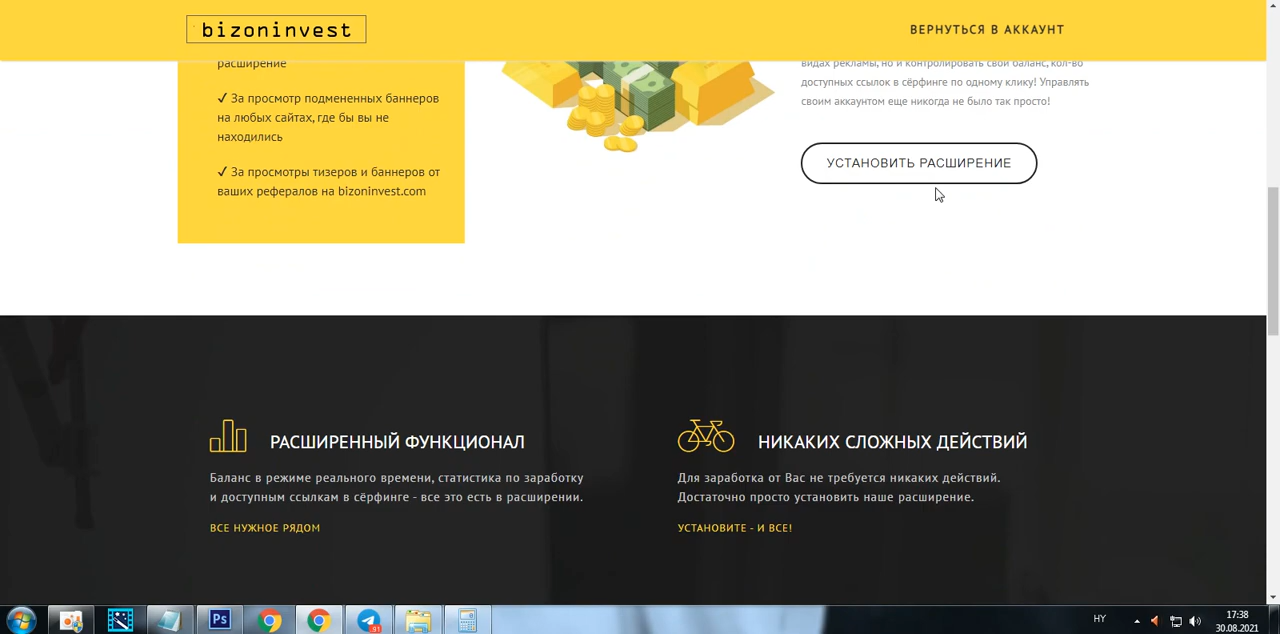 bizoninvest
ВЕРНУТЬСЯ В АККАУНТ
расширение
✓ За просмотр подмененных баннеров
на любых сайтах, где бы вы не
находились
✓ За просмотры тизеров и баннеров от
ваших рефералов на bizoninvest.com
видах рекламы, но и контролировать свой баланс, кол-во
доступных ссылок в сёрфинге по одному клику! Управлять
своим аккаунтом еще никогда не было так просто!
УСТАНОВИТЬ РАСШИРЕНИЕ
РАСШИРЕННЫЙ ФУНКЦИОНАЛ
Баланс в режиме реального времени, статистика по заработку
и доступным ссылкам в сёрфинге - все это есть в расширении.
ВСЕ НУЖНОЕ РЯДОМ
НИКАКИХ СЛОЖНЫХ ДЕЙСТВИЙ
Для заработка от Вас не требуется никаких действий.
Достаточно просто установить наше расширение.
УСТАНОВИТЕ - И ВСЕ!
Ps
91
HY
17:38
30.08.2021